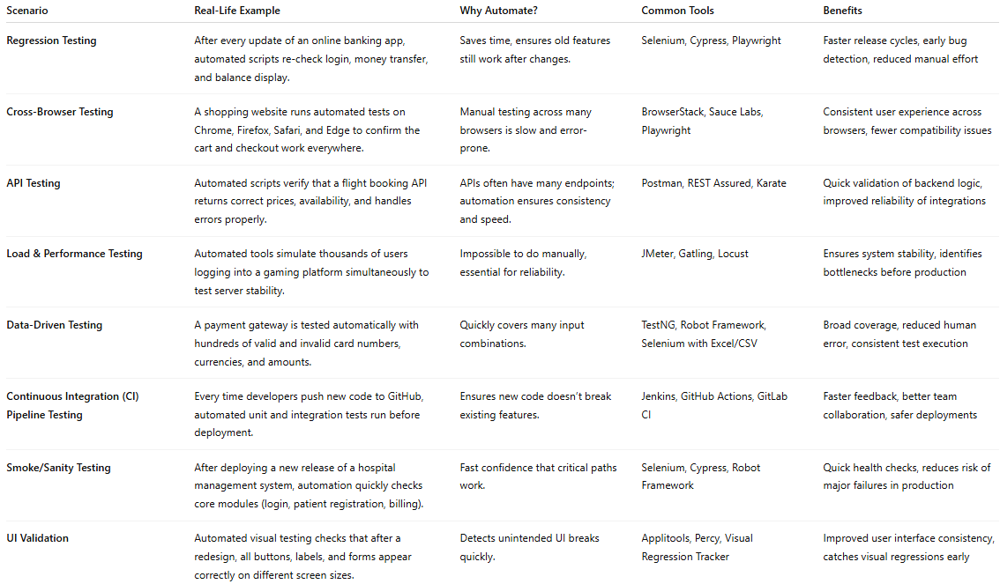 Scenario Real-Life Example Why Automate? Common Tools Benefits
Regression Testing After every update of an online banking app, Saves time, ensures old features Selenium, Cypress, Playwright Faster release cycles, early bug
automated scripts re-check login, money transfer, still work after changes. detection, reduced manual effort
and balance display.
Cross-Browser Testing A shopping website runs automated tests on Manual testing across many BrowserStack, Sauce Labs, Consistent user experience across
Chrome, Firefox, Safari, and Edge to confirm the browsers is slow and error- Playwright browsers, fewer compatibility issues
cart and checkout work everywhere. prone.
API Testing Automated scripts verify that a flight booking API APIs often have many endpoints; Postman, REST Assured, Karate Quick validation of backend logic,
returns correct prices, availability, and handles automation ensures consistency improved reliability of integrations
errors properly. and speed.
Load & Performance Testing Automated tools simulate thousands of users Impossible to do manually, JMeter, Gatling, Locust Ensures system stability, identifies
logging into a gaming platform simultaneously to essential for reliability. bottlenecks before production
test server stability.
Data-Driven Testing A payment gateway is tested automatically with Quickly covers many input TestNG, Robot Framework, Broad coverage, reduced human
hundreds of valid and invalid card numbers, combinations. Selenium with Excel/CSV error, consistent test execution
currencies, and amounts.
Continuous Integration (CI) Every time developers push new code to GitHub, Ensures new code doesn't break Jenkins, GitHub Actions, GitLab Faster feedback, better team
Pipeline Testing automated unit and integration tests run before existing features. CI collaboration, safer deployments
deployment.
Smoke/Sanity Testing After deploying a new release of a hospital Fast confidence that critical paths Selenium, Cypress, Robot Quick health checks, reduces risk of
management system, automation quickly checks work. Framework major failures in production
core modules (login, patient registration, billing).
UI Validation Automated visual testing checks that after a Detects unintended UI breaks Applitools, Percy, Visual Improved user interface consistency,
redesign, all buttons, labels, and forms appear quickly. Regression Tracker catches visual regressions early
correctly on different screen sizes.